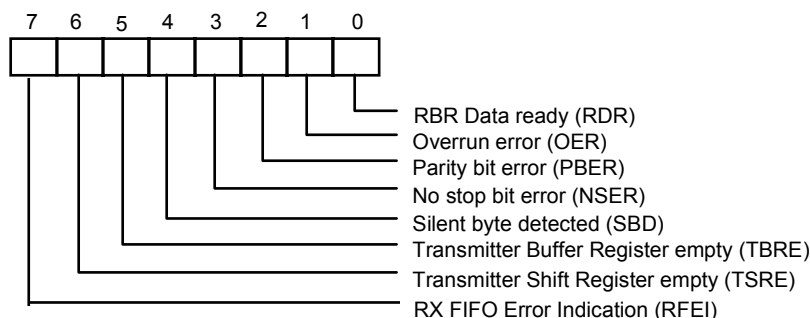 7 6 5 4 3 2 1 0
RBR Data ready (RDR)
Overrun error (OER)
Parity bit error (PBER)
No stop bit error (NSER)
Silent byte detected (SBD)
Transmitter Buffer Register empty (TBRE)
Transmitter Shift Register empty (TSRE)
RX FIFO Error Indication (RFEI)